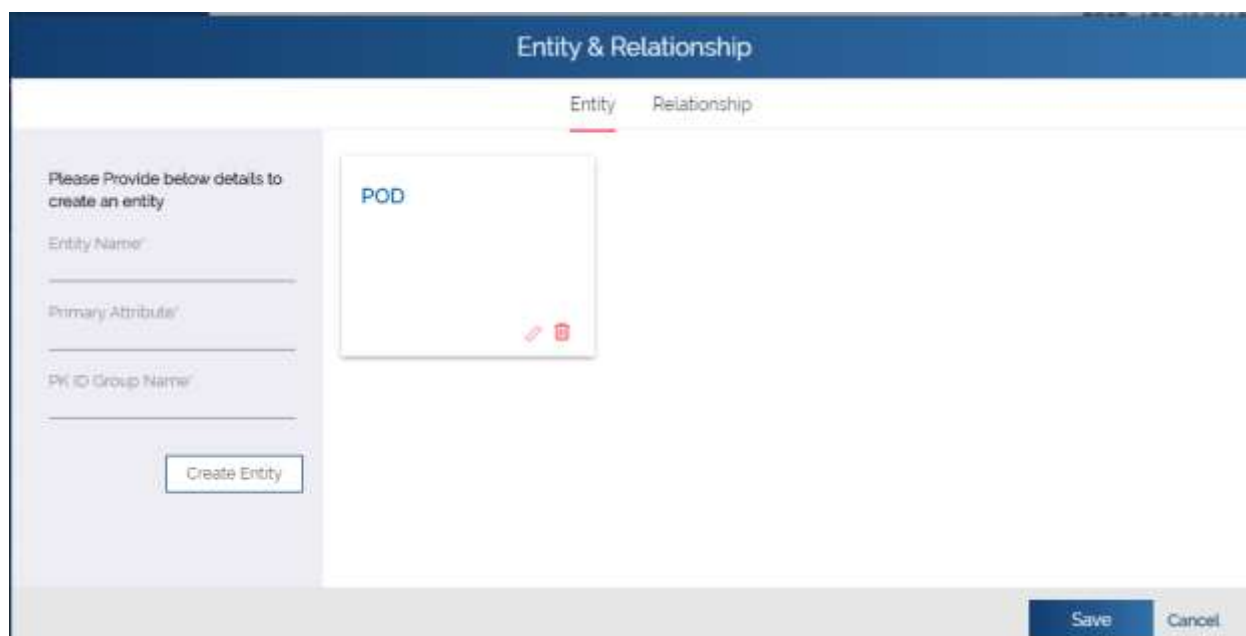 Entity & Relationship
Entity Relationship
Please Provide below details to
create an entity
Entity Name*
Primary Attribute*
PK ID Group Name*
Create Entity
POD
Save Cancel